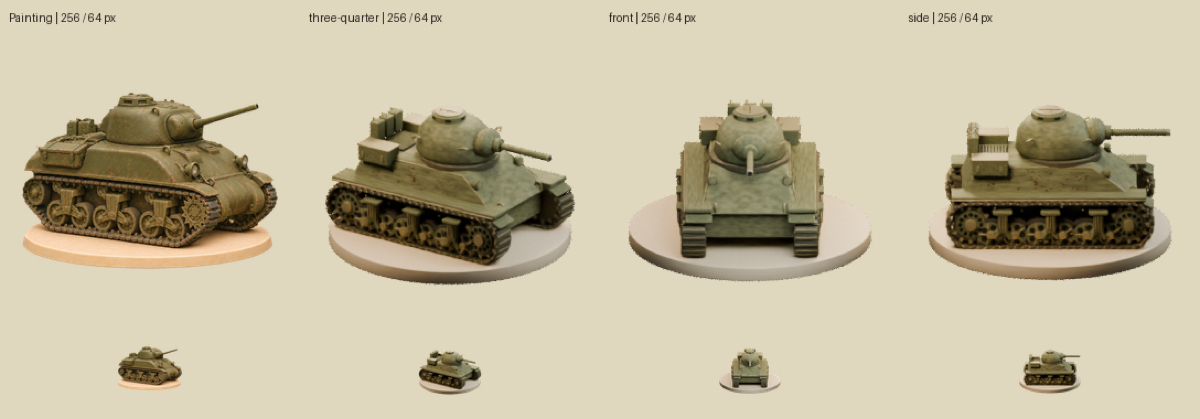 Painting | 256 / 64 px
three-quarter | 256 / 64 px
front | 256 / 64 px
side | 256 / 64 px